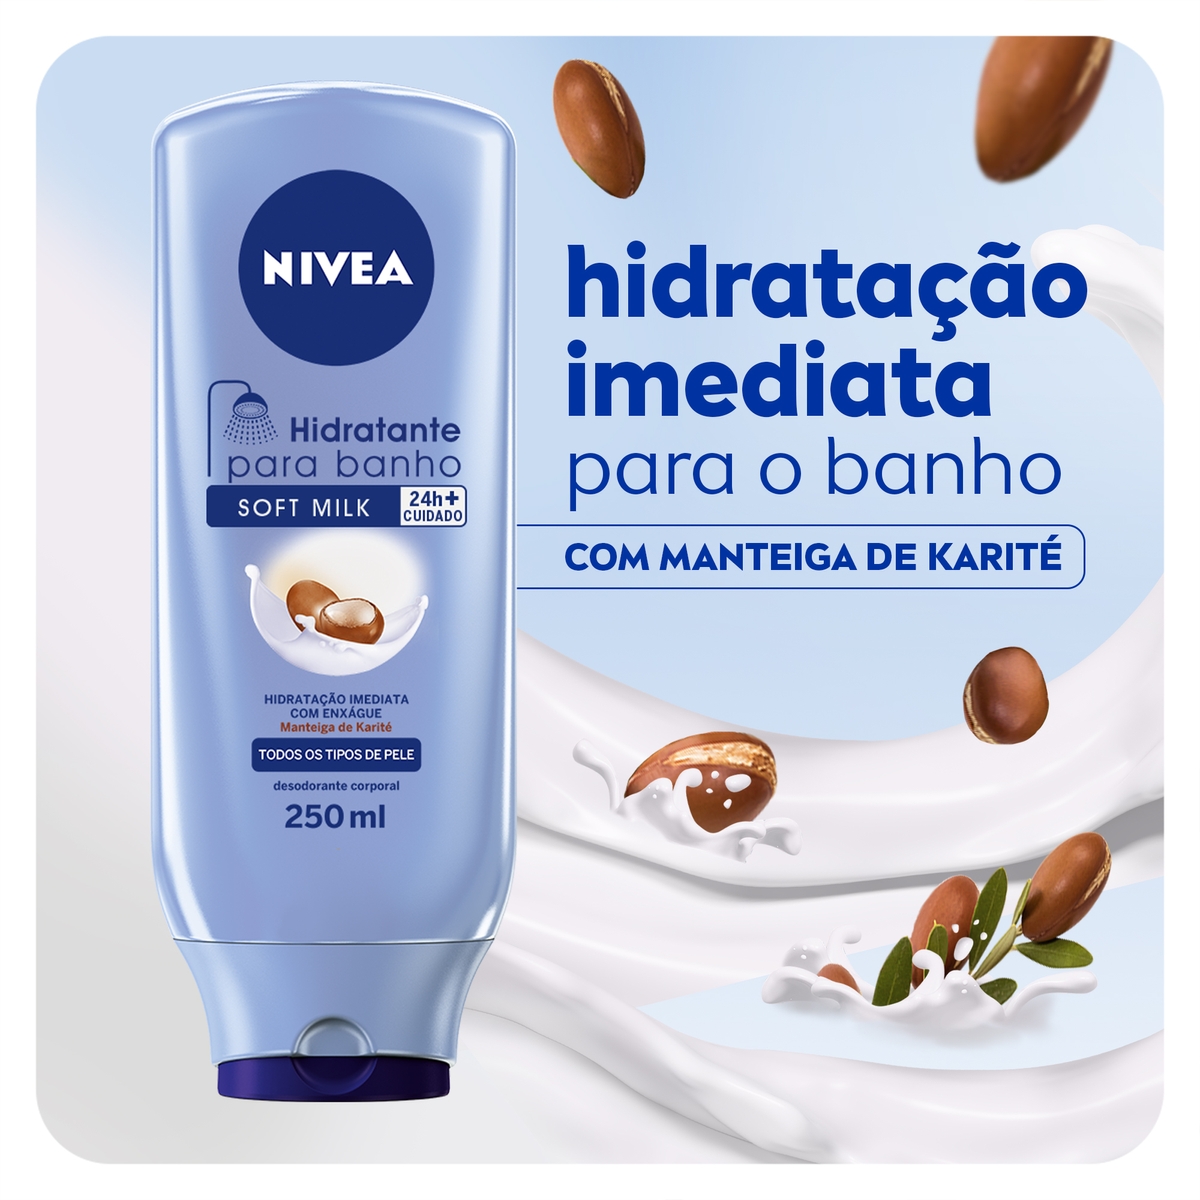 NIVEA
Hidratante
para banho
SOFT MILK
24h+
CUIDADO
HIDRATAÇÃO IMEDIATA
COM ENXÁGUE
Manteiga de Karité
TODOS OS TIPOS DE PELE
desodorante corporal
250 ml
hidratação
imediata
para o banho
COM MANTEIGA DE KARITÉ